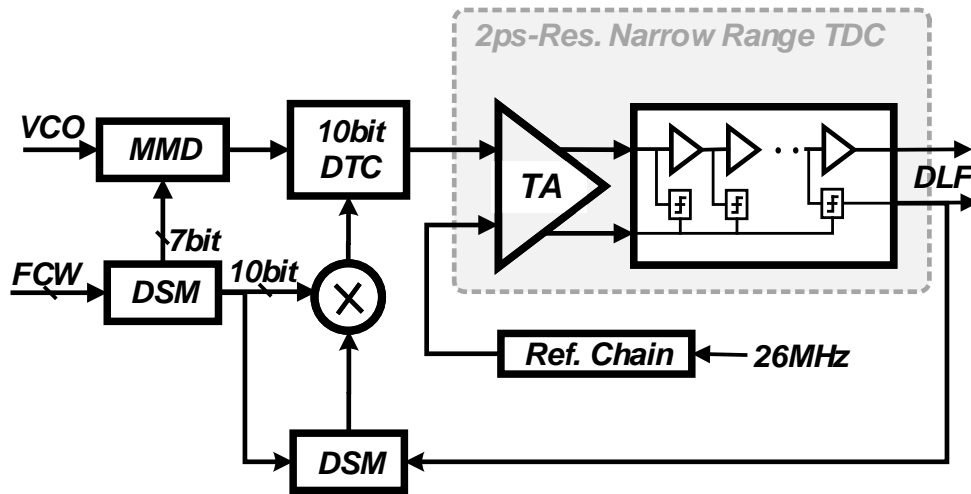 2ps-Res. Narrow Range TDC
VCO
MMD
10bit
DTC
TA
DLF
7bit
FCW
DSM
10bit
Ref. Chain
26MHz
DSM